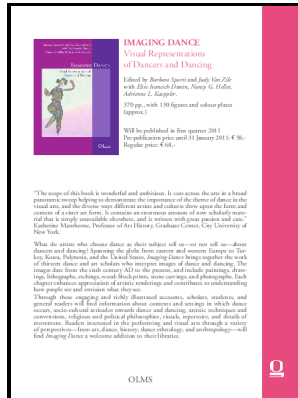 IMAGING DANCE
Visual Representations
of Dancers and Dancing
Edited by Barbara Sparti and Judy Van Zile
with Elsie Ivancich Dunin, Nancy G. Heller,
Adrienne L. Kaeppler.
370 pp., with 130 figures and colour plates
(approx.)
Will be published in first quarter 2011
Pre-publication price until 31 January 2011: € 58,-
Regular price: € 68,-
IMAGING DANCE
OLMS
"The scope of this book is wonderful and ambitious. It cuts across the arts in a broad
panoramic sweep helping to demonstrate the importance of the theme of dance in the
visual arts, and the diverse ways different artists and cultures drew upon the form and
content of a sister art form. It contains an enormous amount of new scholarly mate-
rial that is simply unavailable elsewhere, and is written with great passion and care."
Katherine Manthorne, Professor of Art History, Graduate Center, City University of
New York.
What do artists who choose dance as their subject tell us—or not tell us—about
dancers and dancing? Spanning the globe from eastern and western Europe to Tur-
key, Korea, Polynesia, and the United States, Imaging Dance brings together the work
of thirteen dance and art scholars who interpret images of dance and dancing. The
images date from the sixth century AD to the present, and include paintings, draw-
ings, lithographs, etchings, wood-block prints, stone carvings, and photographs. Each
chapter enhances appreciation of artistic renderings and contributes to understanding
how people see and envision what they see.
Through these engaging and richly illustrated accounts, scholars, students, and
general readers will find information about contexts and settings in which dance
occurs, socio-cultural attitudes towards dance and dancing, artistic techniques and
conventions, religious and political philosophies, rituals, repertoire, and details of
movement. Readers interested in the performing and visual arts through a variety
of perspectives—from art, dance, history, dance ethnology, and anthropology—will
find Imaging Dance a welcome addition to their libraries.
OLMS